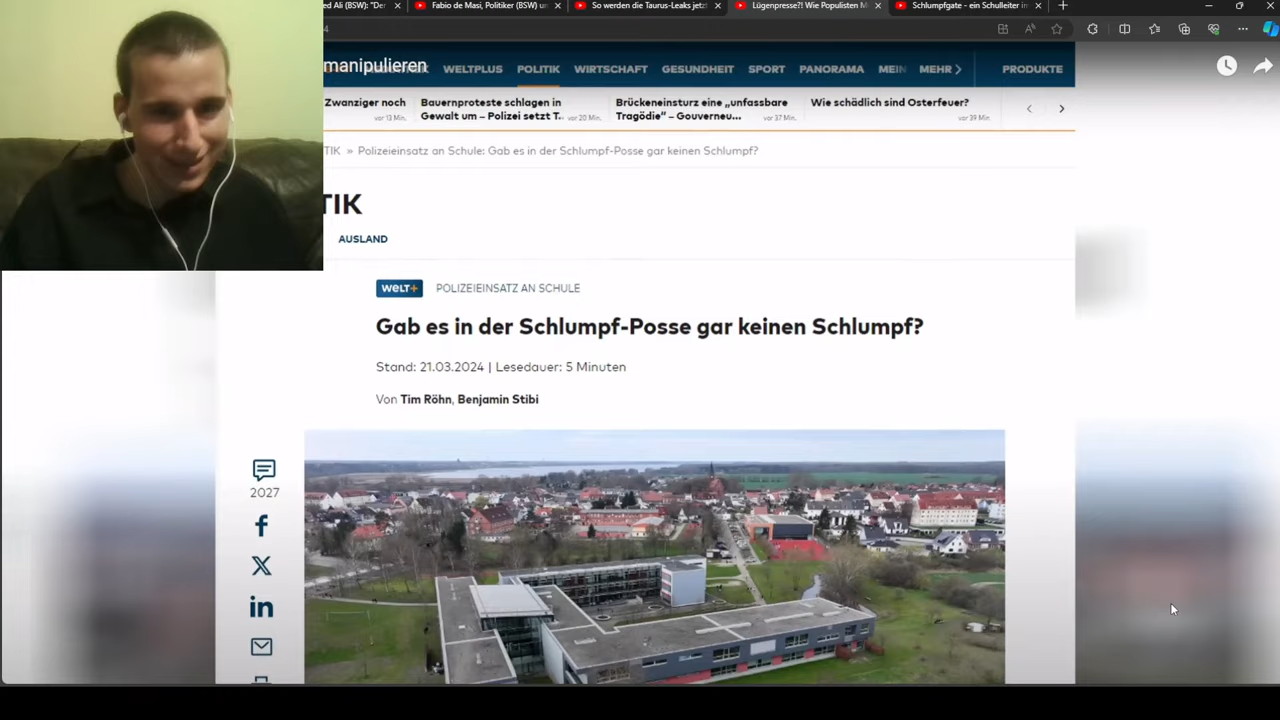 ed Ali (BSW): "Der
Fabio de Masi, Politiker (BSW) un
So werden die Taurus-Leaks jetzt
Lügenpresse?! Wie Populisten M
Schlumpfgate - ein Schulleiter in
4
manipulieren
WELTPLUS
POLITIK
WIRTSCHAFT
GESUNDHEIT
SPORT
PANORAMA
MEIN
MEHR
PRODUKTE
Zwanziger noch
vor 13 Min.
Bauernproteste schlagen in
Gewalt um – Polizei setzt T...
vor 20 Min.
Brückeneinsturz eine „unfassbare
Tragödie“ – Gouverneu...
vor 37 Min.
Wie schädlich sind Osterfeuer?
vor 39 Min.
TIK » Polizeieinsatz an Schule: Gab es in der Schlumpf-Posse gar keinen Schlumpf?
TIK
AUSLAND
WELT+ POLIZEIEINSATZ AN SCHULE
Gab es in der Schlumpf-Posse gar keinen Schlumpf?
Stand: 21.03.2024 | Lesedauer: 5 Minuten
Von Tim Röhn, Benjamin Stibi
2027